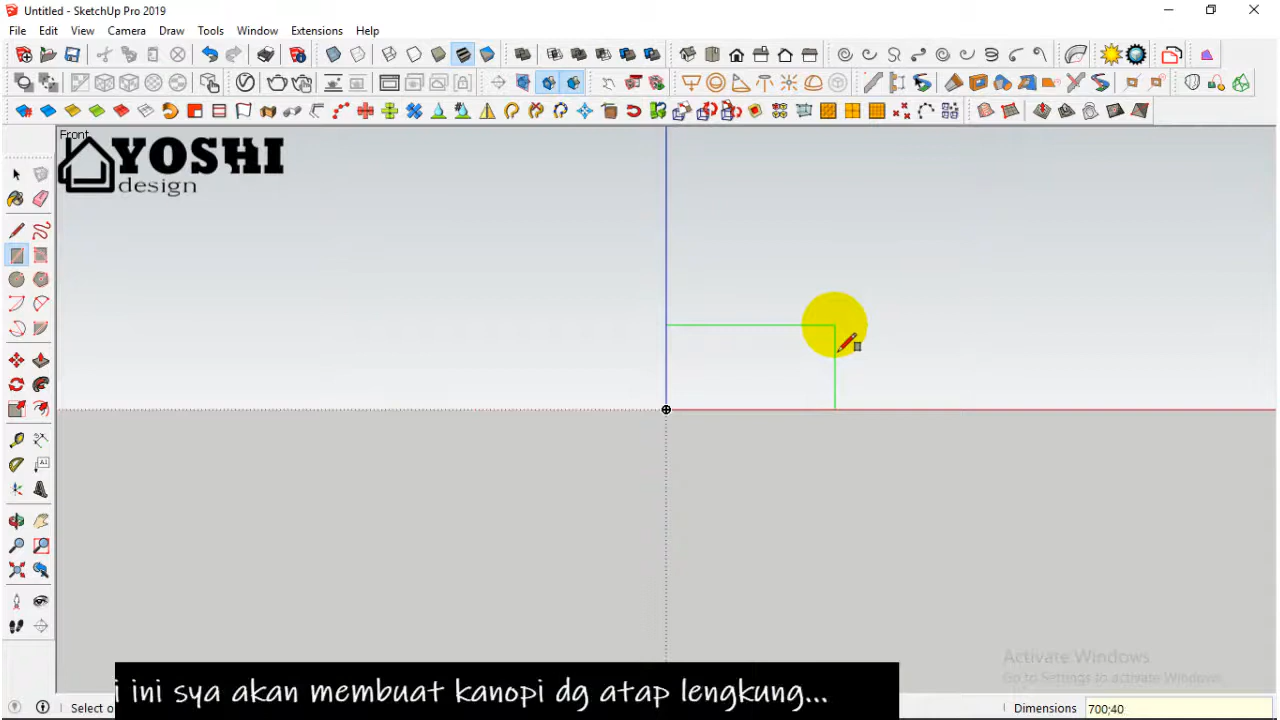 Untitled - SketchUp Pro 2019
File Edit View Camera Draw Tools Window Extensions Help
Front
YOSHI
design
Activate Windows
Go to Settings to activate Windows.
i ini sya akan membuat kanopi dg atap lengkung...
Select o
Dimensions 700;40